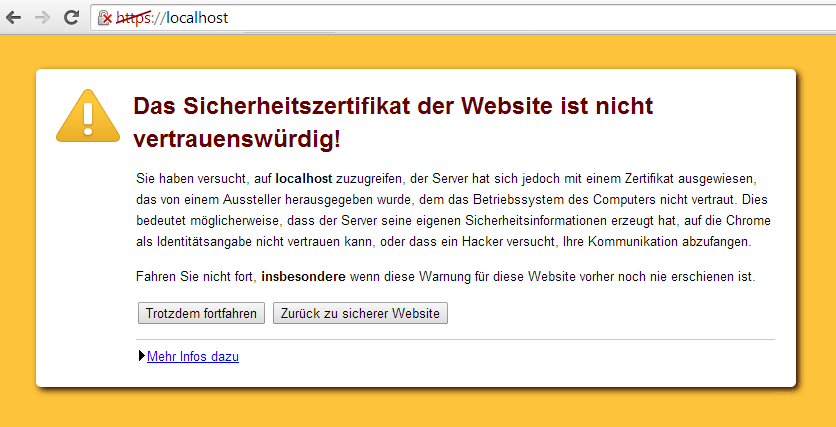 https://localhost
Das Sicherheitszertifikat der Website ist nicht
vertrauenswürdig!
Sie haben versucht, auf localhost zuzugreifen, der Server hat sich jedoch mit einem Zertifikat ausgewiesen,
das von einem Aussteller herausgegeben wurde, dem das Betriebssystem des Computers nicht vertraut. Dies
bedeutet möglicherweise, dass der Server seine eigenen Sicherheitsinformationen erzeugt hat, auf die Chrome
als Identitätsangabe nicht vertrauen kann, oder dass ein Hacker versucht, Ihre Kommunikation abzufangen.
Fahren Sie nicht fort, insbesondere wenn diese Warnung für diese Website vorher noch nie erschienen ist.
Trotzdem fortfahren Zurück zu sicherer Website
Mehr Infos dazu